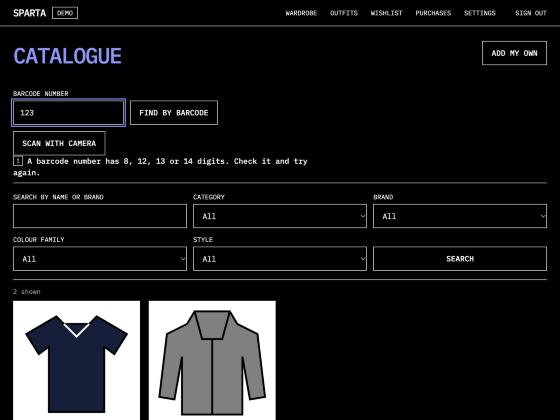 SPARTA DEMO WARDROBE OUTFITS WISHLIST PURCHASES SETTINGS SIGN OUT
CATALOGUE
ADD MY OWN
BARCODE NUMBER
123 FIND BY BARCODE
SCAN WITH CAMERA
! A barcode number has 8, 12, 13 or 14 digits. Check it and try
again.
SEARCH BY NAME OR BRAND CATEGORY BRAND
All All
COLOUR FAMILY STYLE
All All SEARCH
2 shown